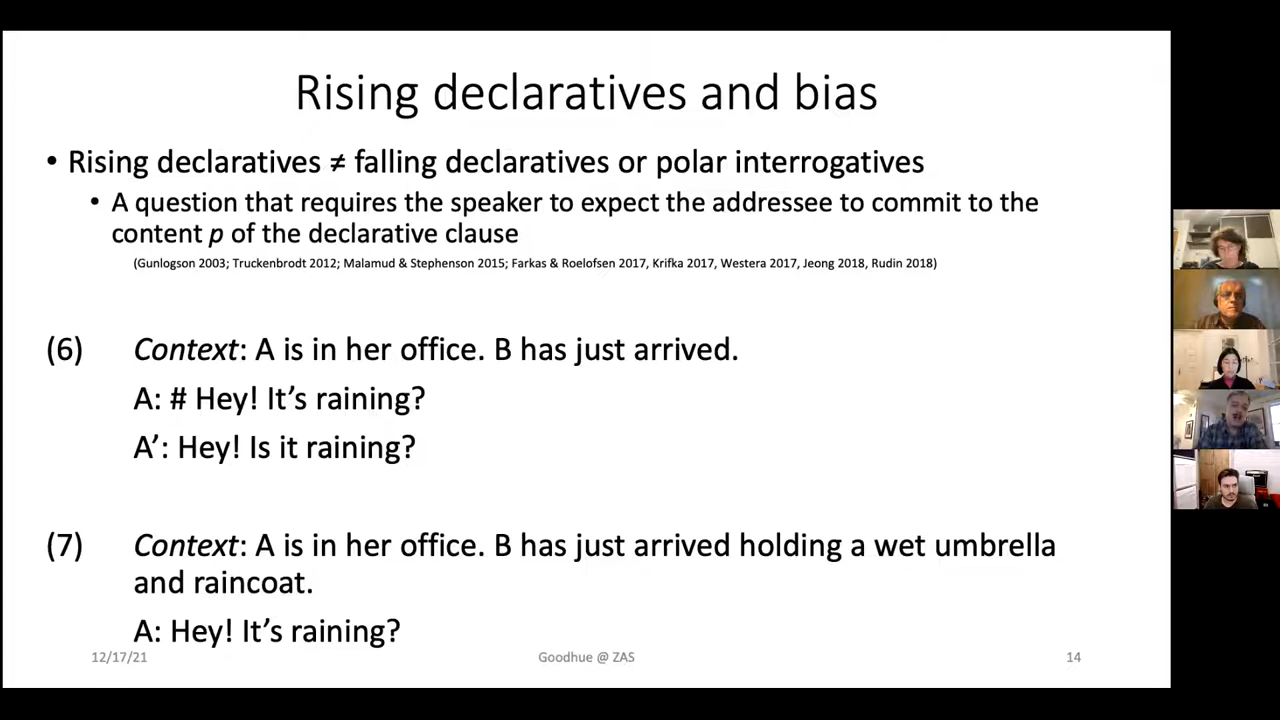 Rising declaratives and bias
• Rising declaratives ≠ falling declaratives or polar interrogatives
• A question that requires the speaker to expect the addressee to commit to the
content p of the declarative clause
(Gunlogson 2003; Truckenbrodt 2012; Malamud & Stephenson 2015; Farkas & Roelofsen 2017, Krifka 2017, Westera 2017, Jeong 2018, Rudin 2018)
(6) Context: A is in her office. B has just arrived.
A: # Hey! It’s raining?
A′: Hey! Is it raining?
(7) Context: A is in her office. B has just arrived holding a wet umbrella
and raincoat.
A: Hey! It’s raining?
12/17/21 Goodhue @ ZAS 14